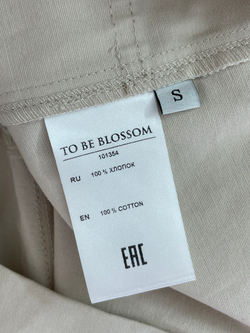 S
TO BE BLOSSOM
101354
RU 100 % ХЛОПОК
EN 100 % COTTON
EAC